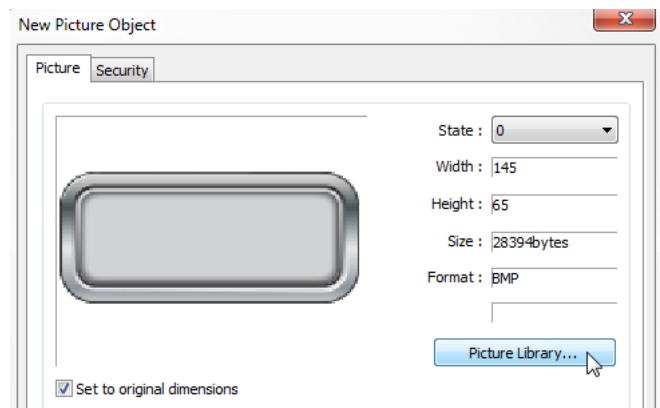 New Picture Object
Picture Security
State : 0
Width : 145
Height : 65
Size : 28394bytes
Format : BMP
Picture Library...
Set to original dimensions